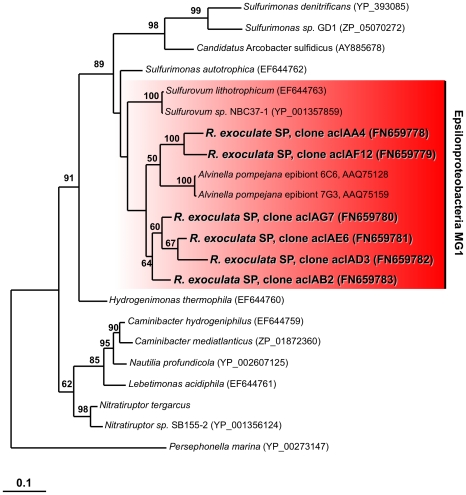 99
Sulfurimonas denitrificans (YP_393085)
98
Sulfurimonas sp. GD1 (ZP_05070272)
Candidatus Arcobacter sulfidicus (AY885678)
89
Sulfurimonas autotrophica (EF644762)
100
Sulfurovum lithotrophicum (EF644763)
Sulfurovum sp. NBC37-1 (YP_001357859)
100
R. exoculate SP, clone aclAA4 (FN659778)
50
R. exoculata SP, clone aclAF12 (FN659779)
91
100
Alvinella pompejana epibiont 6C6, AAQ75128
Alvinella pompejana epibiont 7G3, AAQ75159
60
R. exoculata SP, clone aclAG7 (FN659780)
67
R. exoculata SP, clone aclAE6 (FN659781)
64
R. exoculata SP, clone aclAD3 (FN659782)
R. exoculata SP, clone aclAB2 (FN659783)
Epsilonproteobacteria MG1
Hydrogenimonas thermophila (EF644760)
90
Caminibacter hydrogeniphilus (EF644759)
95
Caminibacter mediatlanticus (ZP_01872360)
85
Nautilia profundicola (YP_002607125)
62
Lebetimonas acidiphila (EF644761)
98
Nitratiruptor tergarcus
Nitratiruptor sp. SB155-2 (YP_001356124)
Persephonella marina (YP_00273147)
0.1